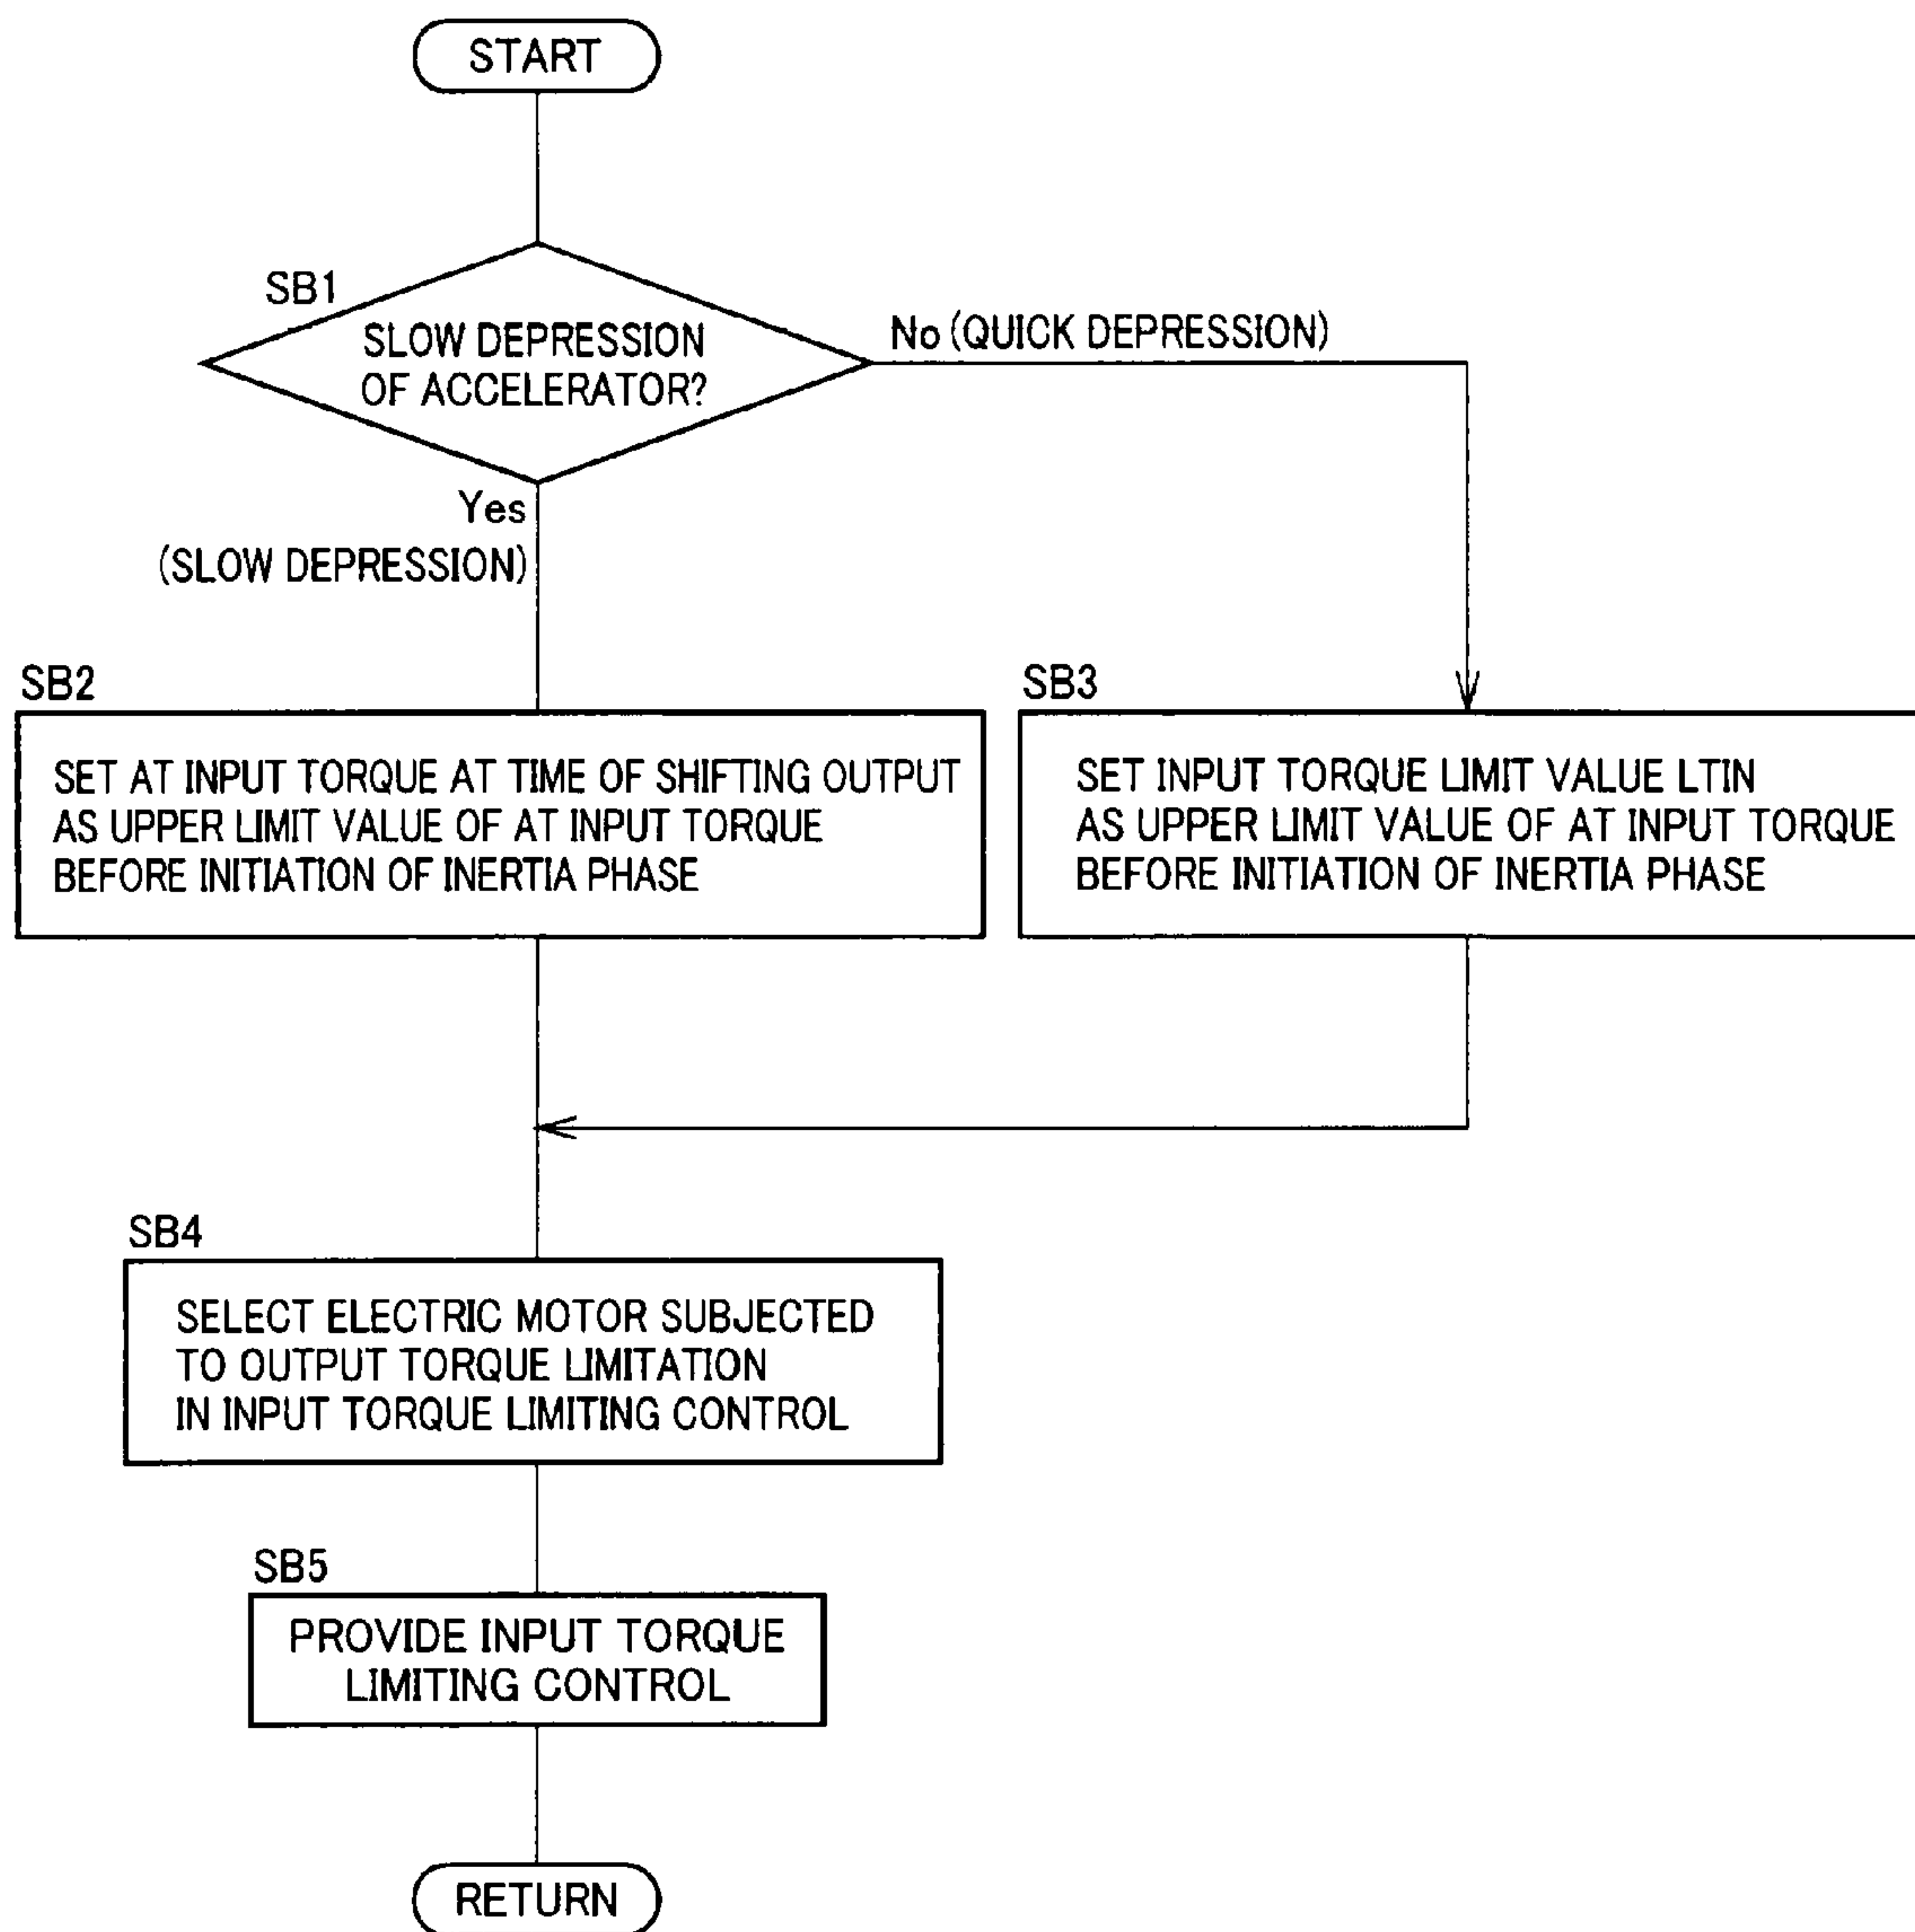 START
SB1
SLOW DEPRESSION
OF ACCELERATOR?
No (QUICK DEPRESSION)
Yes
(SLOW DEPRESSION)
SB2
SET AT INPUT TORQUE AT TIME OF SHIFTING OUTPUT
AS UPPER LIMIT VALUE OF AT INPUT TORQUE
BEFORE INITIATION OF INERTIA PHASE
SB3
SET INPUT TORQUE LIMIT VALUE LTIN
AS UPPER LIMIT VALUE OF AT INPUT TORQUE
BEFORE INITIATION OF INERTIA PHASE
SB4
SELECT ELECTRIC MOTOR SUBJECTED
TO OUTPUT TORQUE LIMITATION
IN INPUT TORQUE LIMITING CONTROL
SB5
PROVIDE INPUT TORQUE
LIMITING CONTROL
RETURN